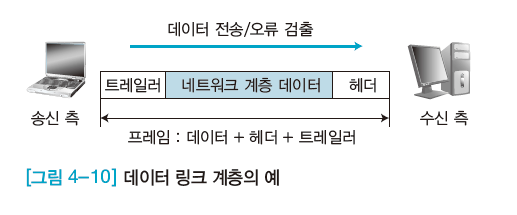 데이터 전송/오류 검출
트레일러 네트워크 계층 데이터 헤더
송신 측 수신 측
프레임 : 데이터 + 헤더 + 트레일러
[그림 4-10] 데이터 링크 계층의 예